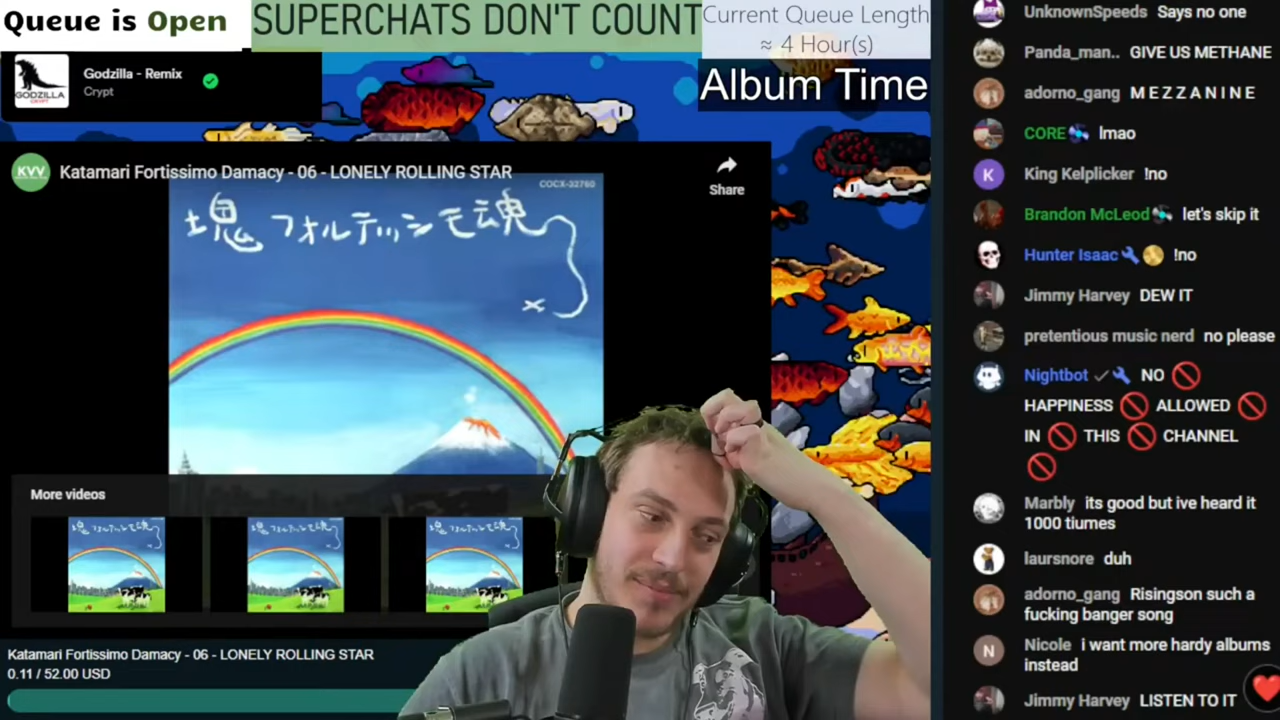 Queue is Open
SUPERCHATS DON'T COUNT
Current Queue Length
≈ 4 Hour(s)
Album Time
GODZILLA
CRYPT
Godzilla - Remix
Crypt
KVV
Katamari Fortissimo Damacy - 06 - LONELY ROLLING STAR
Share
COCX-32760
塊フォルテッシモ魂
More videos
Katamari Fortissimo Damacy - 06 - LONELY ROLLING STAR
0.11 / 52.00 USD
UnknownSpeeds Says no one
Panda_man.. GIVE US METHANE
adorno_gang M E Z Z A N I N E
CORE lmao
K
King Kelplicker !no
Brandon McLeod let's skip it
Hunter Isaac !no
Jimmy Harvey DEW IT
pretentious music nerd no please
Nightbot NO 🚫
HAPPINESS 🚫 ALLOWED 🚫
IN 🚫 THIS 🚫 CHANNEL
🚫
Marbly its good but ive heard it
1000 tiumes
laursnore duh
adorno_gang Risingson such a
fucking banger song
N
Nicole i want more hardy albums
instead
Jimmy Harvey LISTEN TO IT